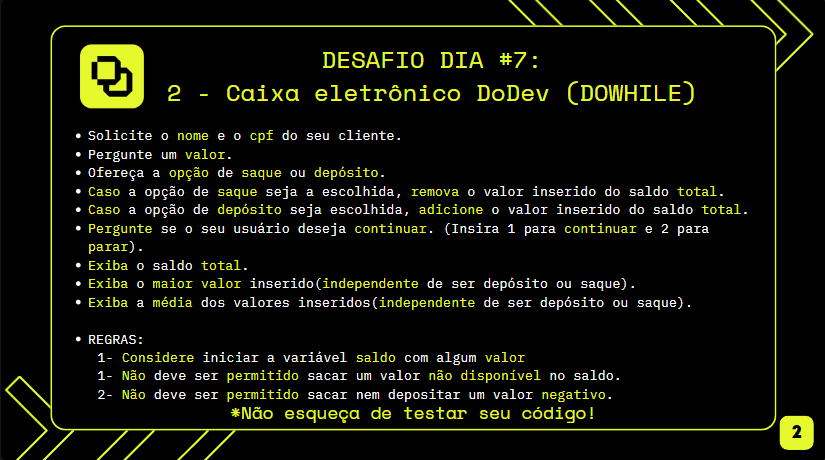 DESAFIO DIA #7:
2 - Caixa eletrônico DoDev (DOWHILE)
• Solicite o nome e o cpf do seu cliente.
• Pergunte um valor.
• Ofereça a opção de saque ou depósito.
• Caso a opção de saque seja a escolhida, remova o valor inserido do saldo total.
• Caso a opção de depósito seja escolhida, adicione o valor inserido do saldo total.
• Pergunte se o seu usuário deseja continuar. (Insira 1 para continuar e 2 para
parar).
• Exiba o saldo total.
• Exiba o maior valor inserido(independente de ser depósito ou saque).
• Exiba a média dos valores inseridos(independente de ser depósito ou saque).
• REGRAS:
1- Considere iniciar a variável saldo com algum valor
1- Não deve ser permitido sacar um valor não disponível no saldo.
2- Não deve ser permitido sacar nem depositar um valor negativo.
*Não esqueça de testar seu código!
2